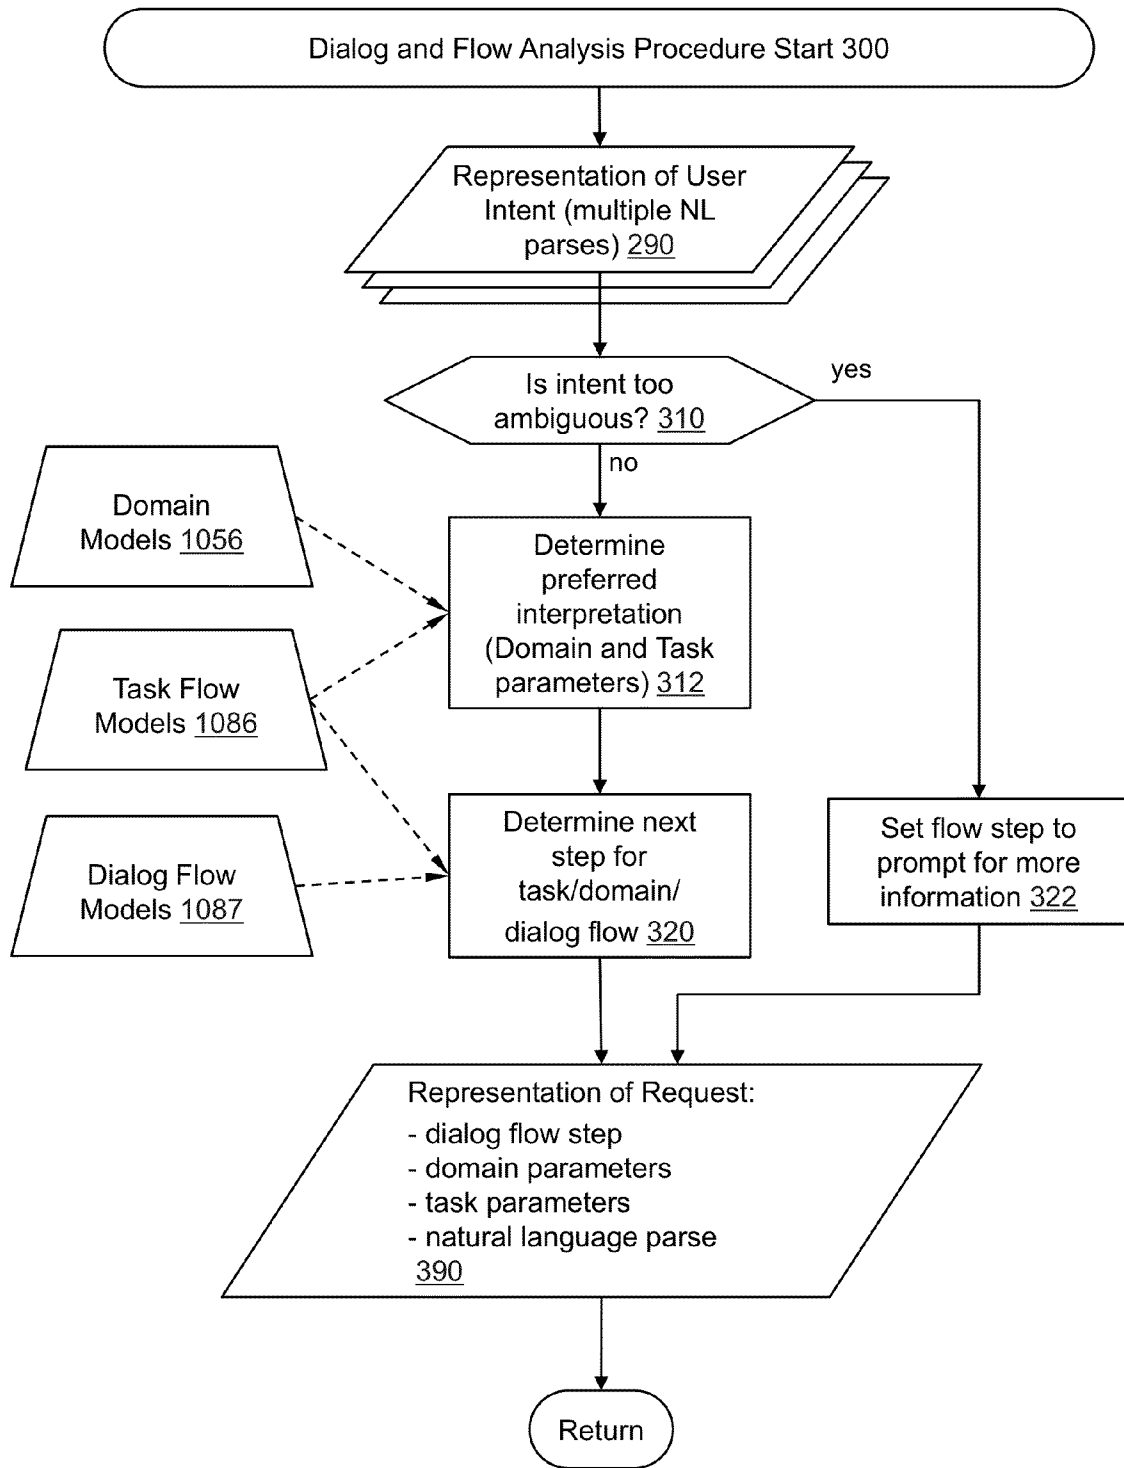 Dialog and Flow Analysis Procedure Start 300
Representation of User
Intent (multiple NL
parses) 290
Is intent too
ambiguous? 310
yes
no
Domain
Models 1056
Determine
preferred
interpretation
(Domain and Task
parameters) 312
Task Flow
Models 1086
Determine next
step for
task/domain/
dialog flow 320
Set flow step to
prompt for more
information 322
Dialog Flow
Models 1087
Representation of Request:
- dialog flow step
- domain parameters
- task parameters
- natural language parse
390
Return